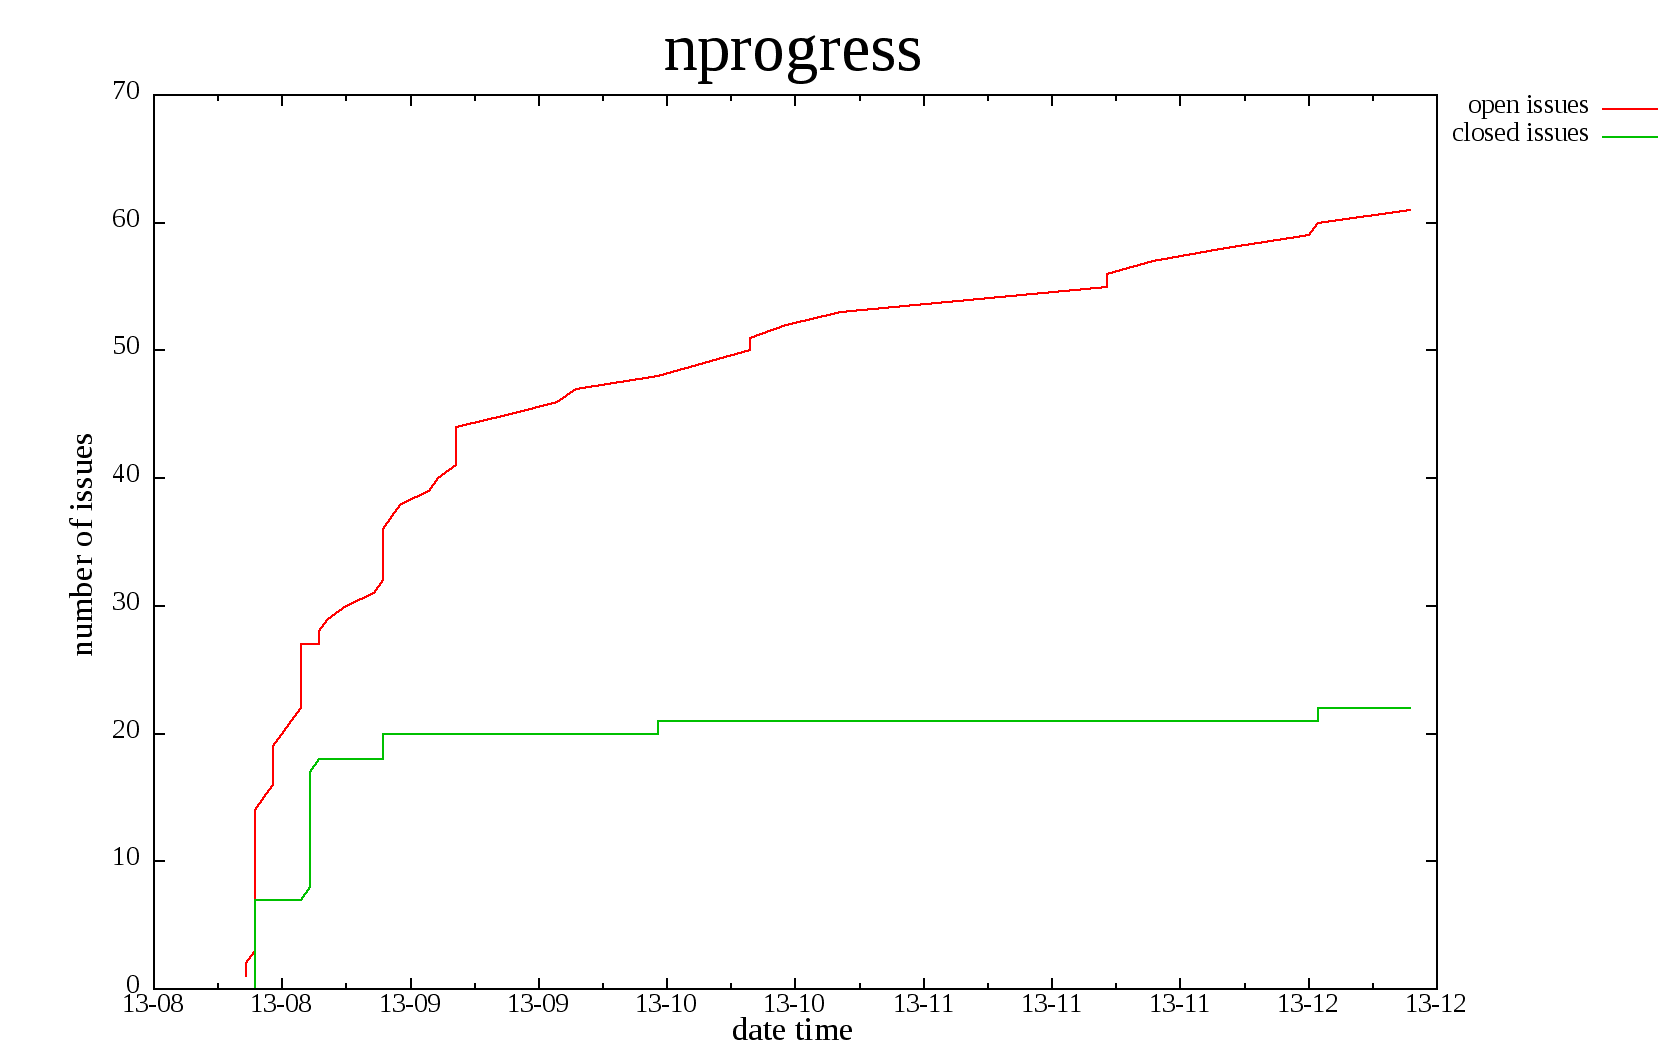 nprogress
open issues
closed issues
70
60
50
40
30
20
10
0
number of issues
13-08 13-08 13-09 13-09 13-10 13-10 13-11 13-11 13-11 13-12 13-12
date time